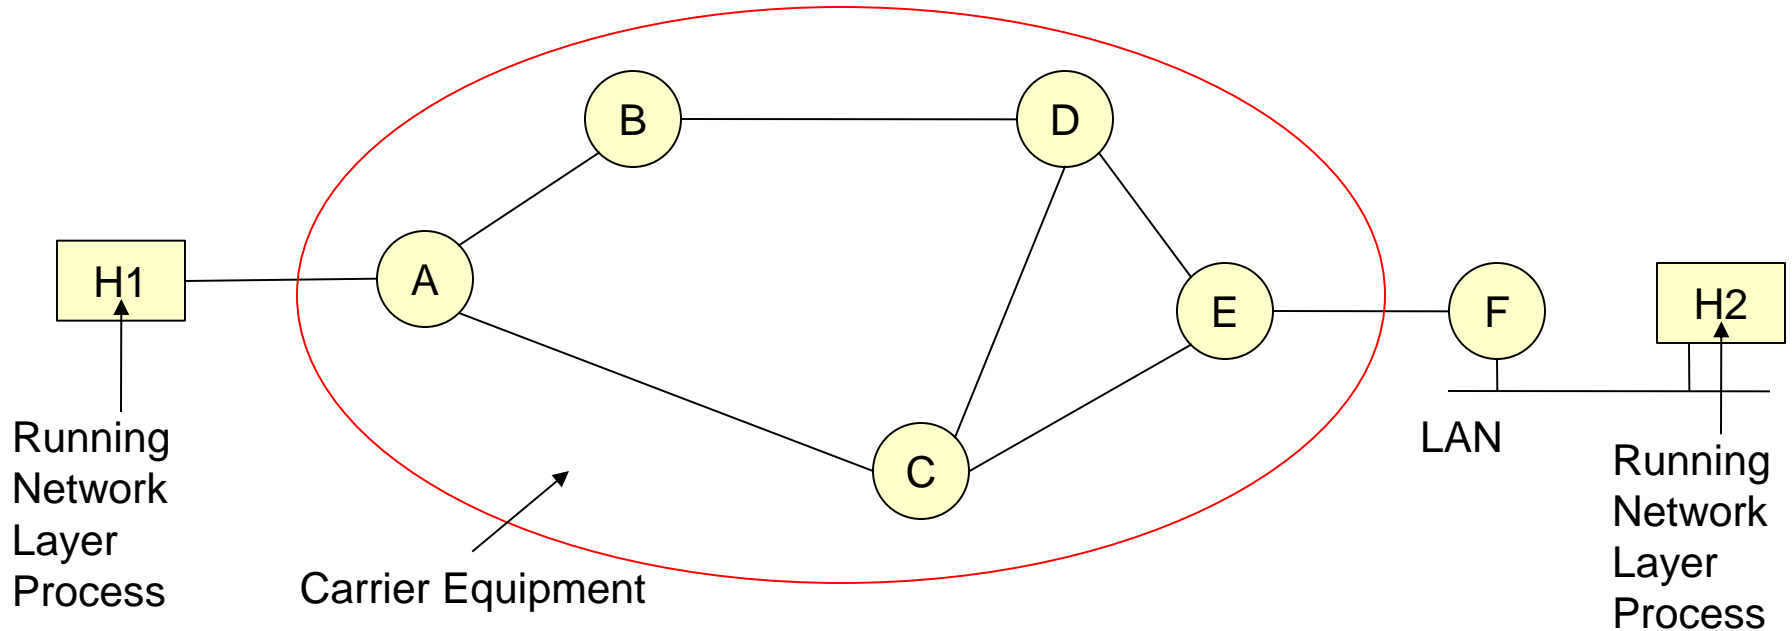 B
D
H1
A
E
F
H2
Running
Network
Layer
Process
C
LAN
Running
Network
Layer
Process
Carrier Equipment